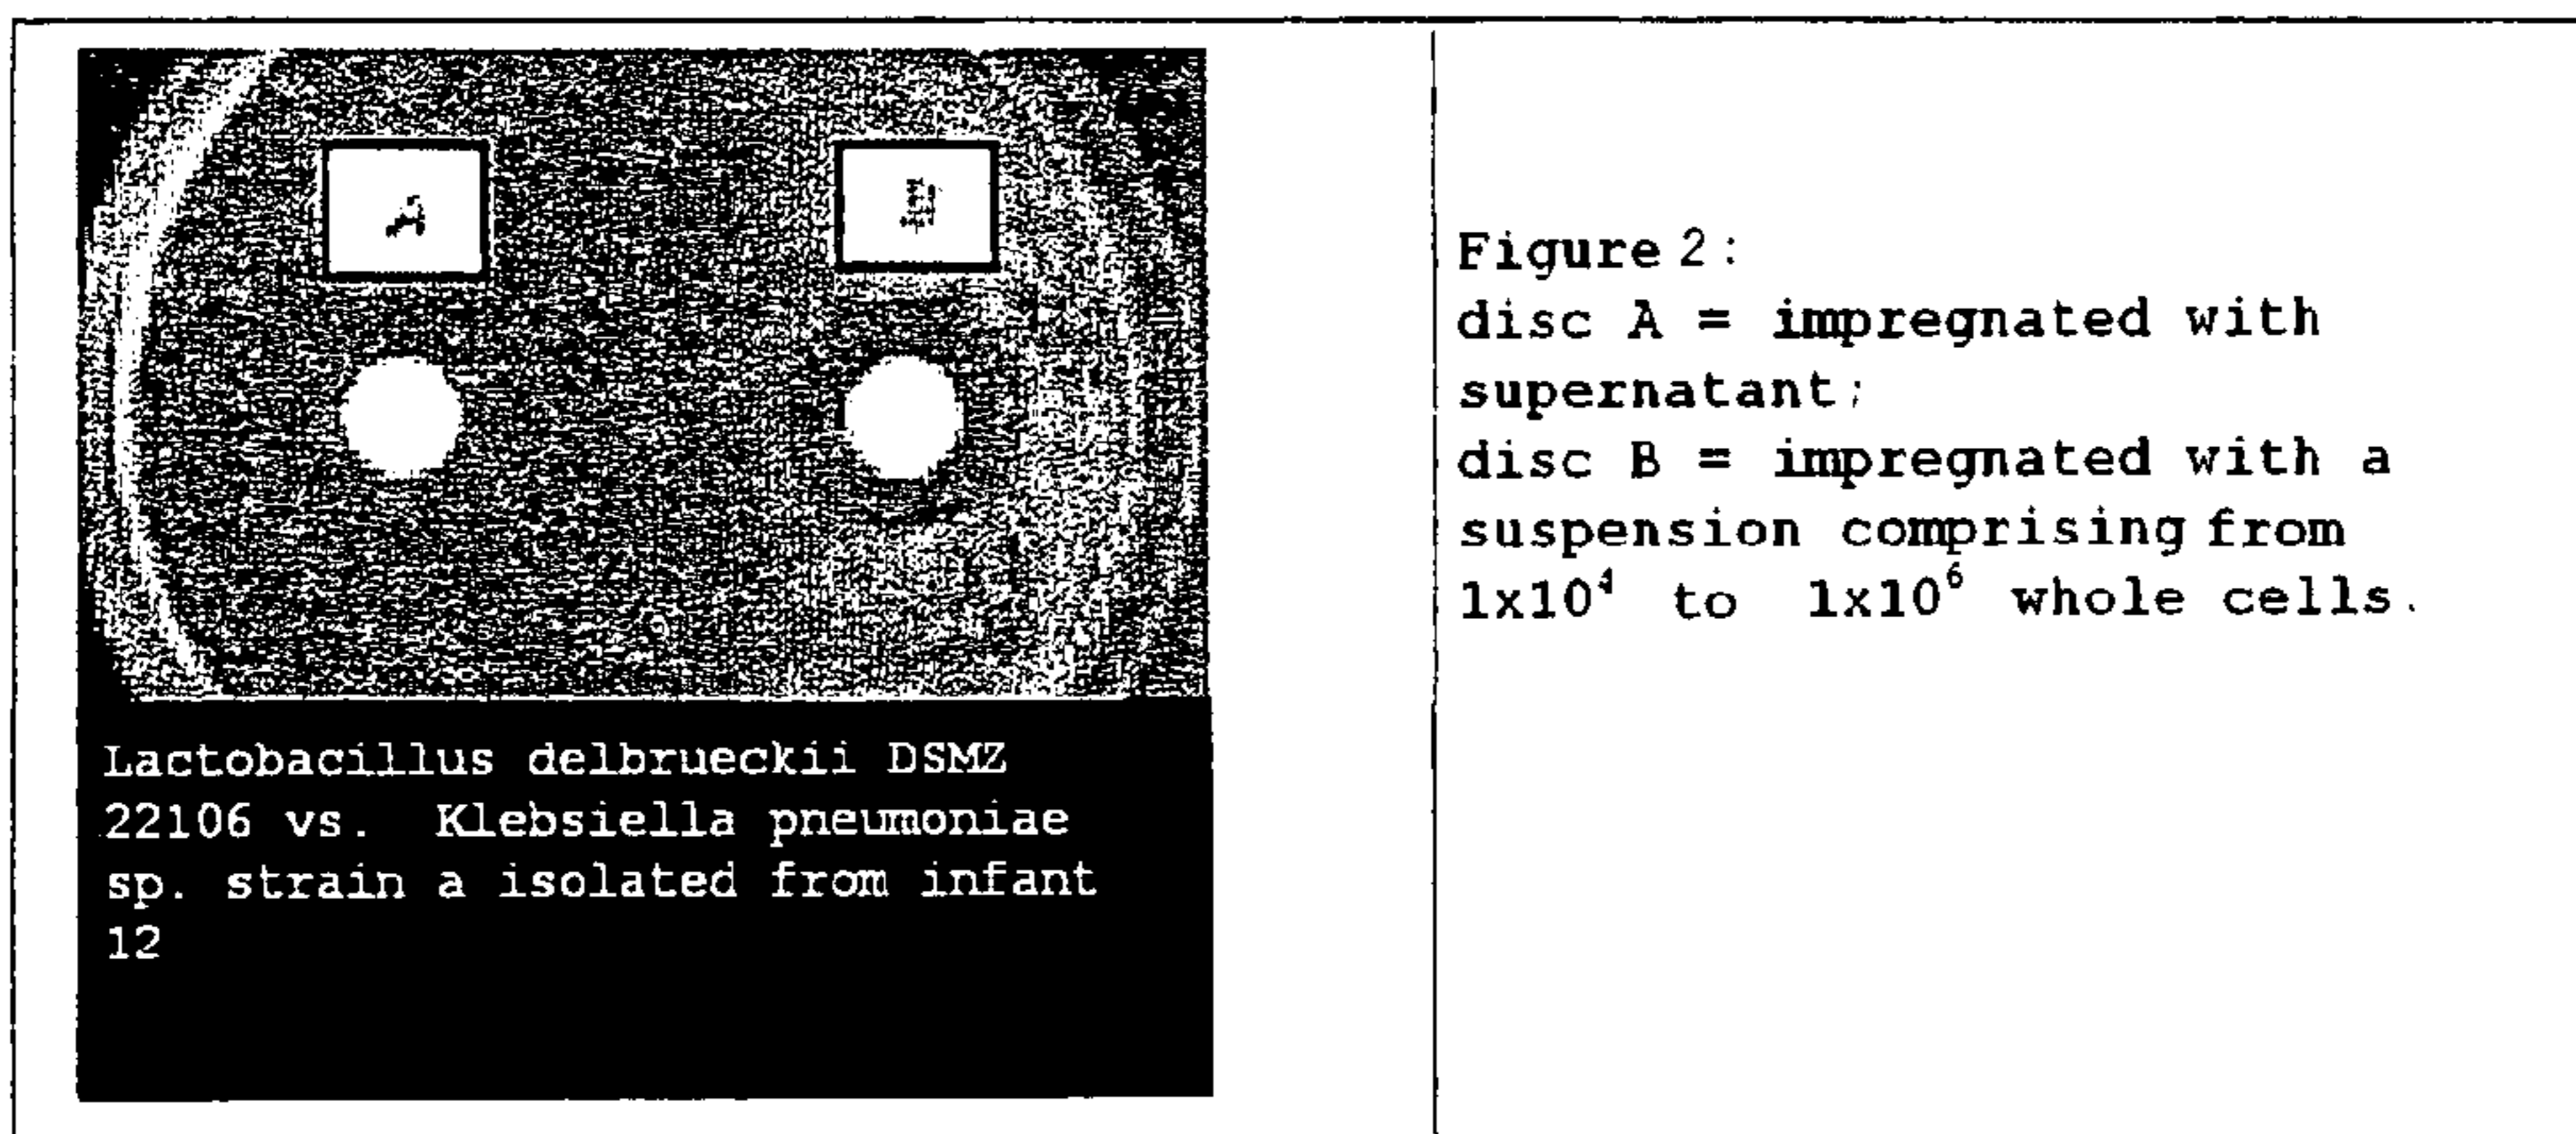 Lactobacillus delbrueckii DSMZ
22106 vs. Klebsiella pneumoniae
sp. strain a isolated from infant
12
Figure 2:
disc A = impregnated with
supernatant;
disc B = impregnated with a
suspension comprising from
1x10⁴ to 1x10⁶ whole cells.